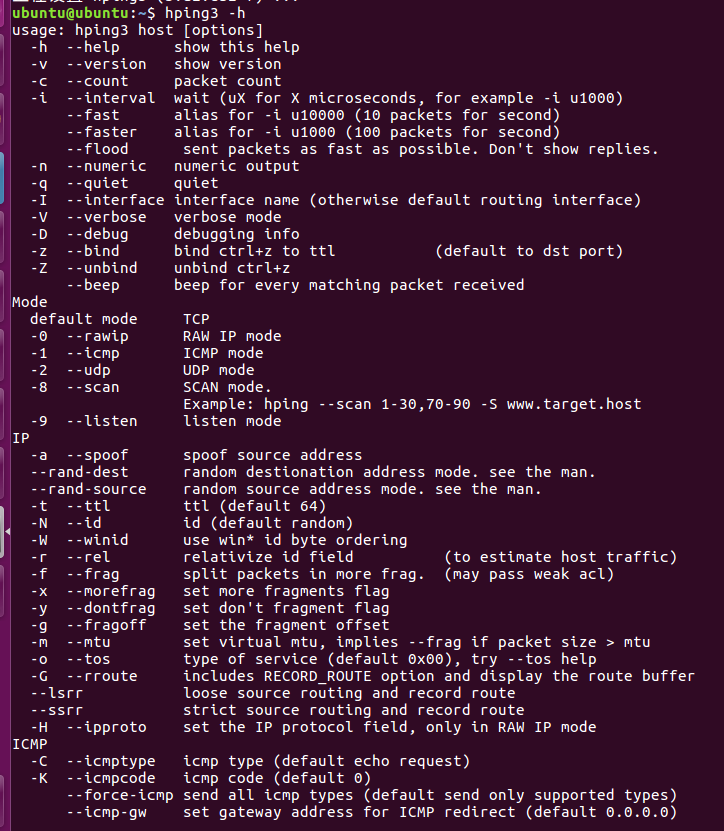 ubuntu@ubuntu:~$ hping3 -h
usage: hping3 host [options]
  -h  --help      show this help
  -v  --version   show version
  -c  --count     packet count
  -i  --interval  wait (uX for X microseconds, for example -i u1000)
      --fast      alias for -i u10000 (10 packets for second)
      --faster    alias for -i u1000 (100 packets for second)
      --flood      sent packets as fast as possible. Don't show replies.
  -n  --numeric   numeric output
  -q  --quiet     quiet
  -I  --interface interface name (otherwise default routing interface)
  -V  --verbose   verbose mode
  -D  --debug     debugging info
  -z  --bind      bind ctrl+z to ttl           (default to dst port)
  -Z  --unbind    unbind ctrl+z
      --beep      beep for every matching packet received
Mode
  default mode     TCP
  -0  --rawip      RAW IP mode
  -1  --icmp       ICMP mode
  -2  --udp        UDP mode
  -8  --scan       SCAN mode.
                   Example: hping --scan 1-30,70-90 -S www.target.host
  -9  --listen     listen mode
IP
  -a  --spoof      spoof source address
  --rand-dest      random destionation address mode. see the man.
  --rand-source    random source address mode. see the man.
  -t  --ttl        ttl (default 64)
  -N  --id         id (default random)
  -W  --winid      use win* id byte ordering
  -r  --rel        relativize id field          (to estimate host traffic)
  -f  --frag       split packets in more frag.  (may pass weak acl)
  -x  --morefrag   set more fragments flag
  -y  --dontfrag   set don't fragment flag
  -g  --fragoff    set the fragment offset
  -m  --mtu        set virtual mtu, implies --frag if packet size > mtu
  -o  --tos        type of service (default 0x00), try --tos help
  -G  --rroute     includes RECORD_ROUTE option and display the route buffer
  --lsrr           loose source routing and record route
  --ssrr           strict source routing and record route
  -H  --ipproto    set the IP protocol field, only in RAW IP mode
ICMP
  -C  --icmptype   icmp type (default echo request)
  -K  --icmpcode   icmp code (default 0)
      --force-icmp send all icmp types (default send only supported types)
      --icmp-gw    set gateway address for ICMP redirect (default 0.0.0.0)